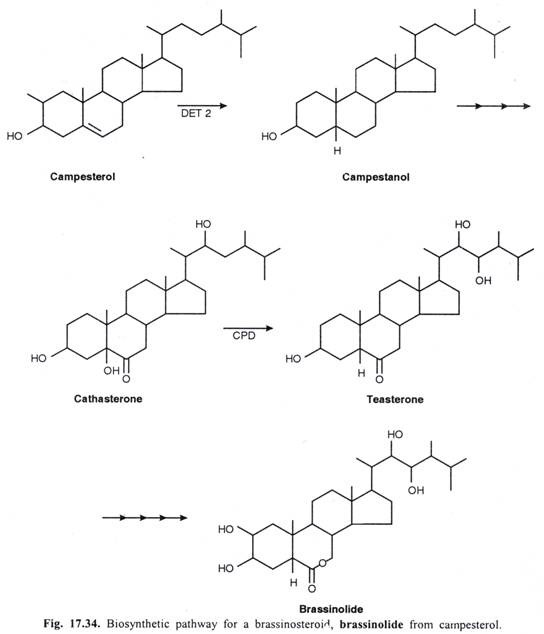 HO
DET 2
HO
H
Campesterol
Campestanol
HO
HO
OH
HO
OH
O
CPD
HO
H
O
Cathasterone
Teasterone
HO
OH
HO
HO
O
H
O
Brassinolide
Fig. 17.34. Biosynthetic pathway for a brassinosteroid, brassinolide from campesterol.